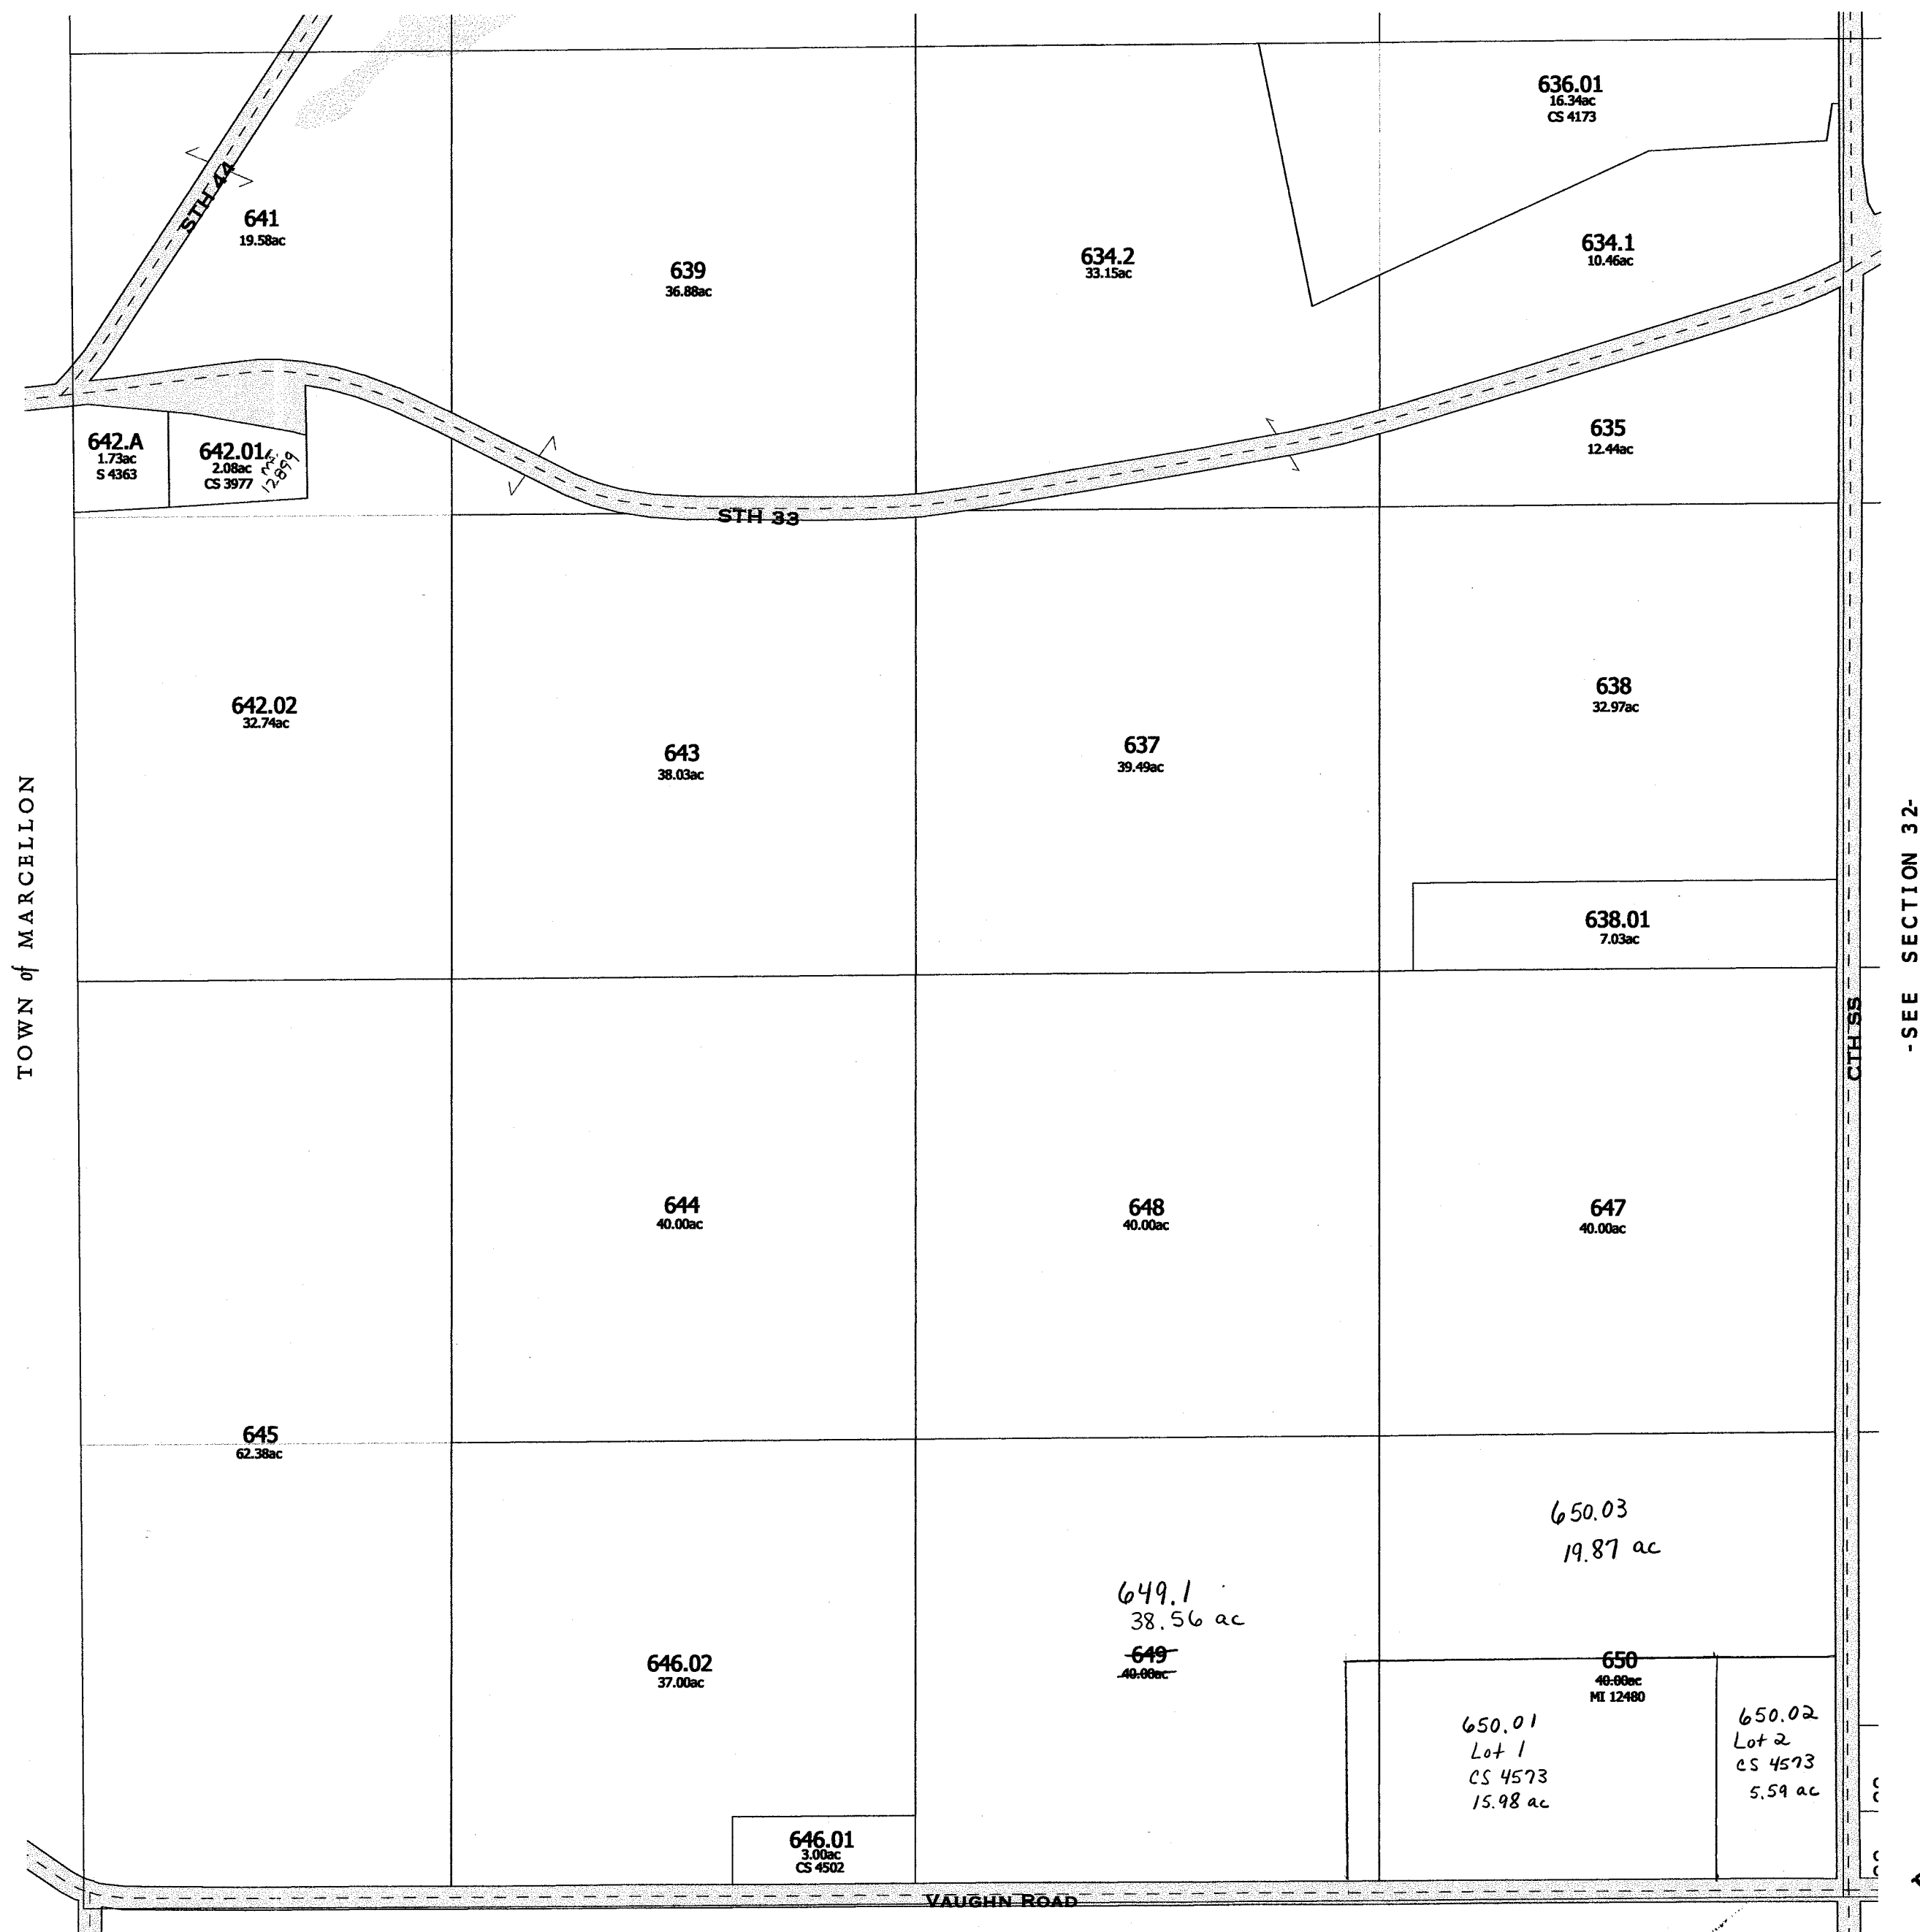 636.01
16.34ac
CS 4173
STH 44
641
19.58ac
639
36.88ac
634.2
33.15ac
634.1
10.46ac
642.A
1.73ac
S 4363
642.01
2.08ac
CS 3977
12899
635
12.44ac
STH 33
642.02
32.74ac
643
38.03ac
637
39.49ac
638
32.97ac
TOWN of MARCELLON
-SEE SECTION 32-
638.01
7.03ac
CTH SS
644
40.00ac
648
40.00ac
647
40.00ac
645
62.38ac
650.03
19.87 ac
649.1
38.56 ac
649
40.00ac
646.02
37.00ac
650
40.00ac
MI 12480
650.01
Lot 1
CS 4573
15.98 ac
650.02
Lot 2
CS 4573
5.59 ac
646.01
3.00ac
CS 4502
VAUGHN ROAD